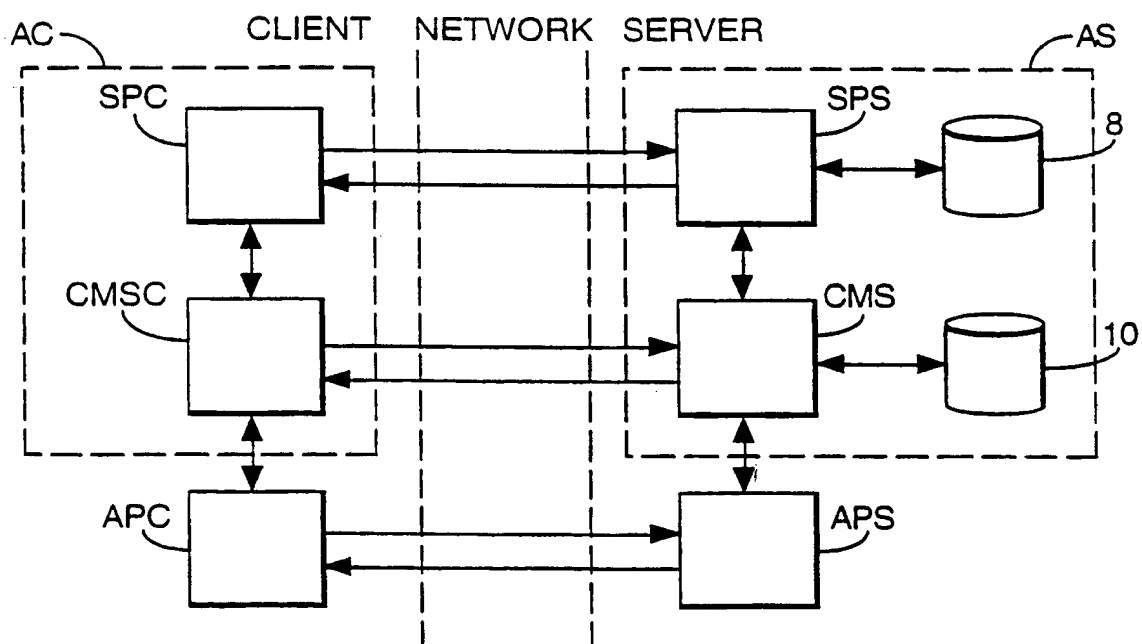 AC
CLIENT
NETWORK
SERVER
AS
SPC
SPS
8
CMSC
CMS
10
APC
APS